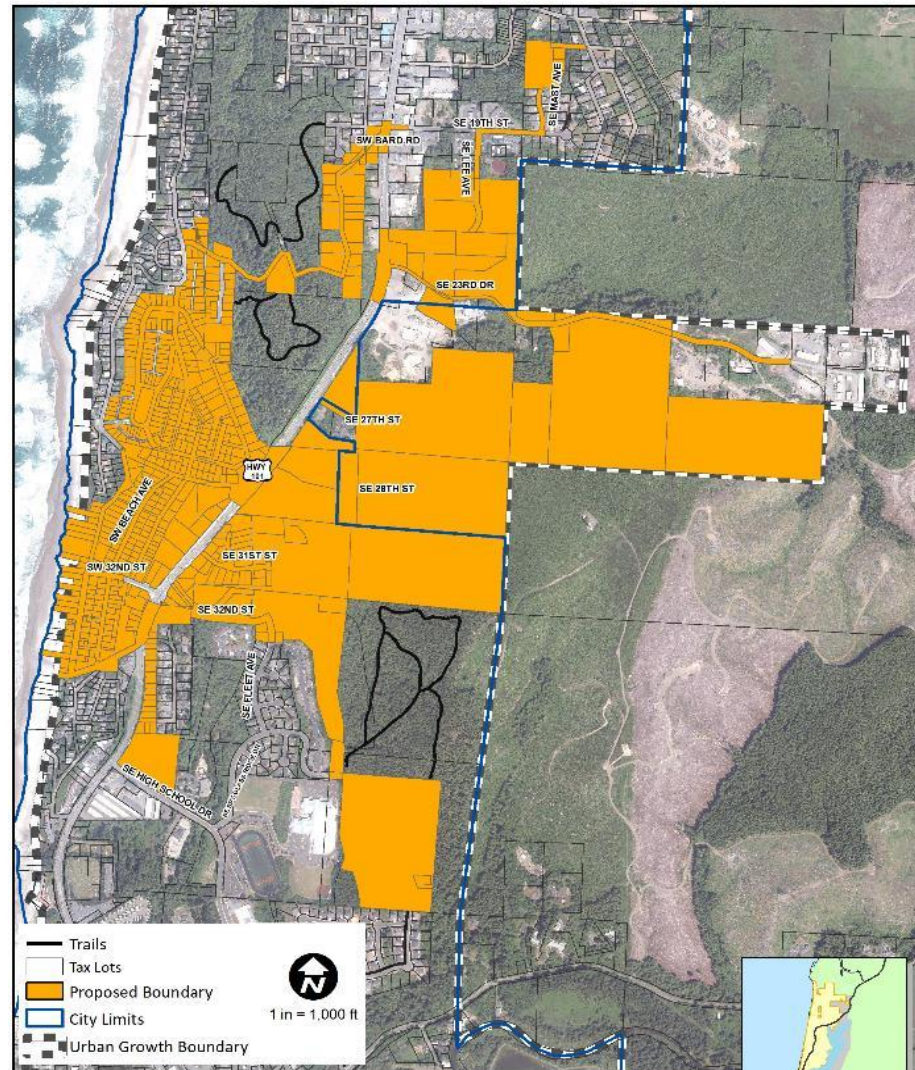 SE MAST AVE
SE 19TH ST
SW BARD RD
SE LEE AVE
SE 23RD DR
SE 27TH ST
HWY
101
SE 28TH ST
SW BEACH AVE
SE 31ST ST
SW 32ND ST
SE 32ND ST
SE FLEET AVE
SE HIGH SCHOOL DR
Trails
Tax Lots
Proposed Boundary
City Limits
Urban Growth Boundary
N
1 in = 1,000 ft